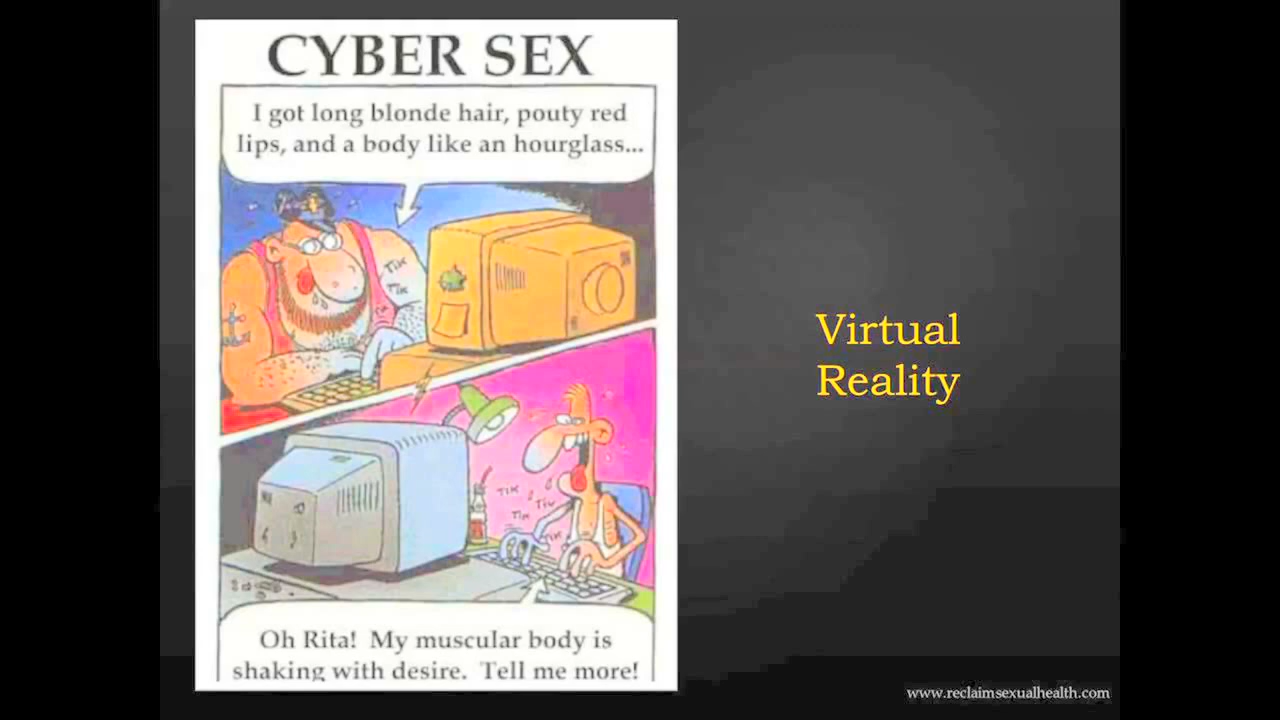 CYBER SEX
I got long blonde hair, pouty red
lips, and a body like an hourglass...
TIK
TIK
TIK
TIK
TIK
TIK
Oh Rita! My muscular body is
shaking with desire. Tell me more!
Virtual
Reality
www.reclaimsexualhealth.com